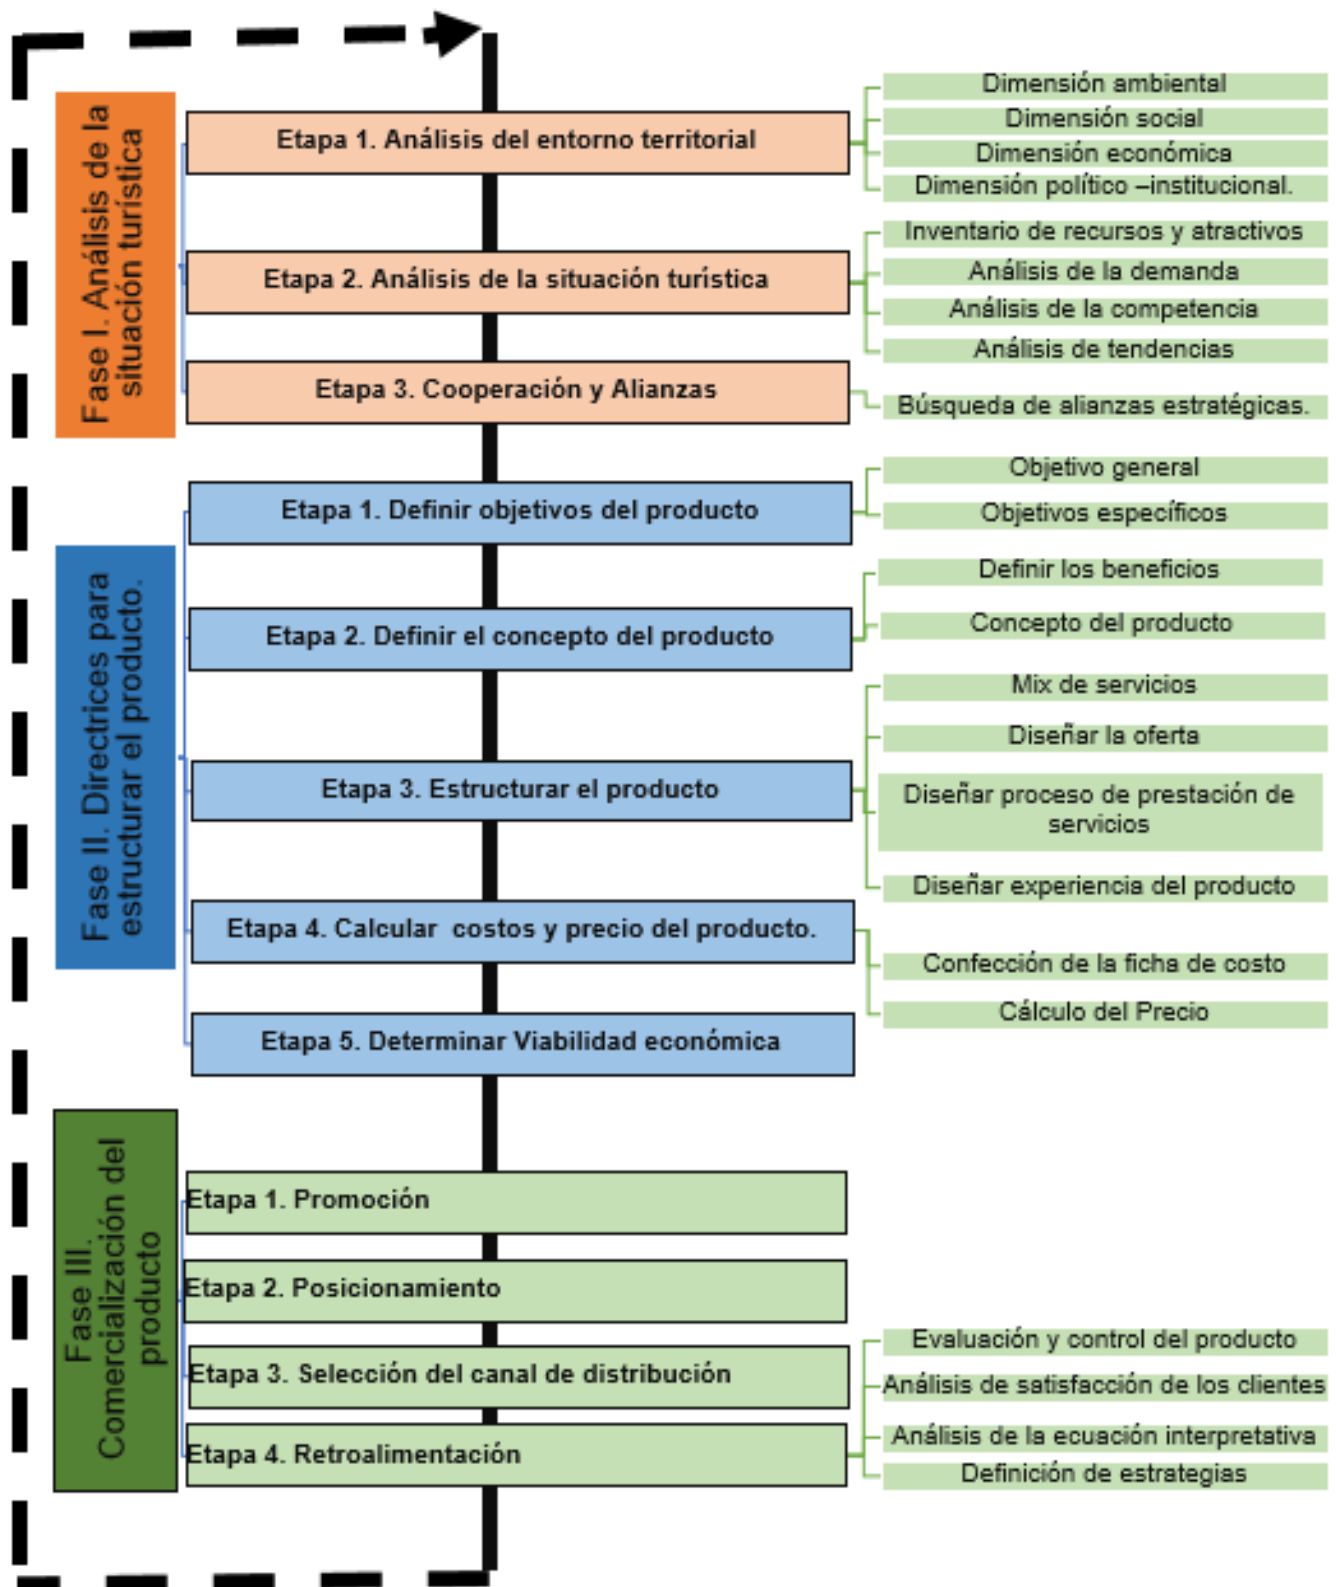 Fase I. Análisis de la
situación turística
Etapa 1. Análisis del entorno territorial
Dimensión ambiental
Dimensión social
Dimensión económica
Dimensión político –institucional.
Etapa 2. Análisis de la situación turística
Inventario de recursos y atractivos
Análisis de la demanda
Análisis de la competencia
Análisis de tendencias
Etapa 3. Cooperación y Alianzas
Búsqueda de alianzas estratégicas.
Fase II. Directrices para
estructurar el producto.
Etapa 1. Definir objetivos del producto
Objetivo general
Objetivos específicos
Etapa 2. Definir el concepto del producto
Definir los beneficios
Concepto del producto
Etapa 3. Estructurar el producto
Mix de servicios
Diseñar la oferta
Diseñar proceso de prestación de
servicios
Diseñar experiencia del producto
Etapa 4. Calcular costos y precio del producto.
Confección de la ficha de costo
Cálculo del Precio
Etapa 5. Determinar Viabilidad económica
Fase III.
Comercialización del
producto
Etapa 1. Promoción
Etapa 2. Posicionamiento
Etapa 3. Selección del canal de distribución
Etapa 4. Retroalimentación
Evaluación y control del producto
Análisis de satisfacción de los clientes
Análisis de la ecuación interpretativa
Definición de estrategias